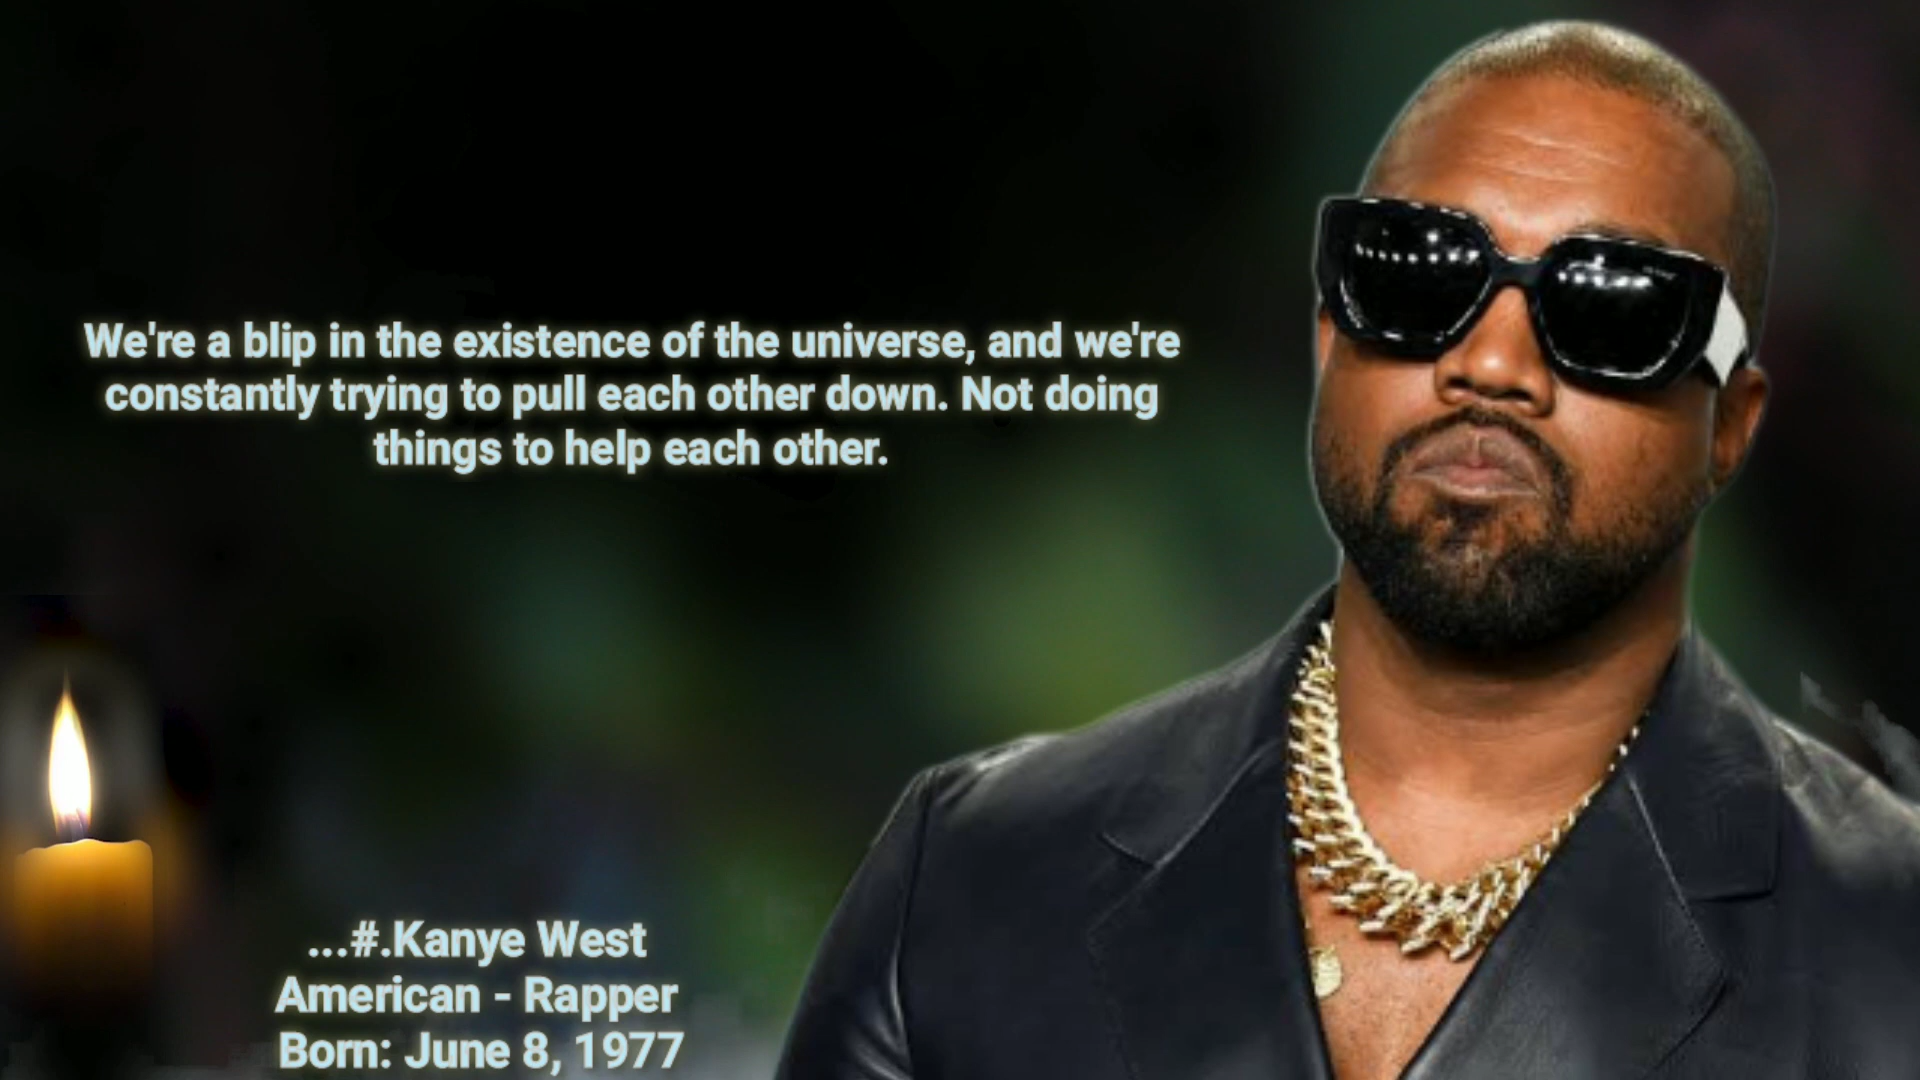 We're a blip in the existence of the universe, and we're
constantly trying to pull each other down. Not doing
things to help each other.
...#.Kanye West
American - Rapper
Born: June 8, 1977